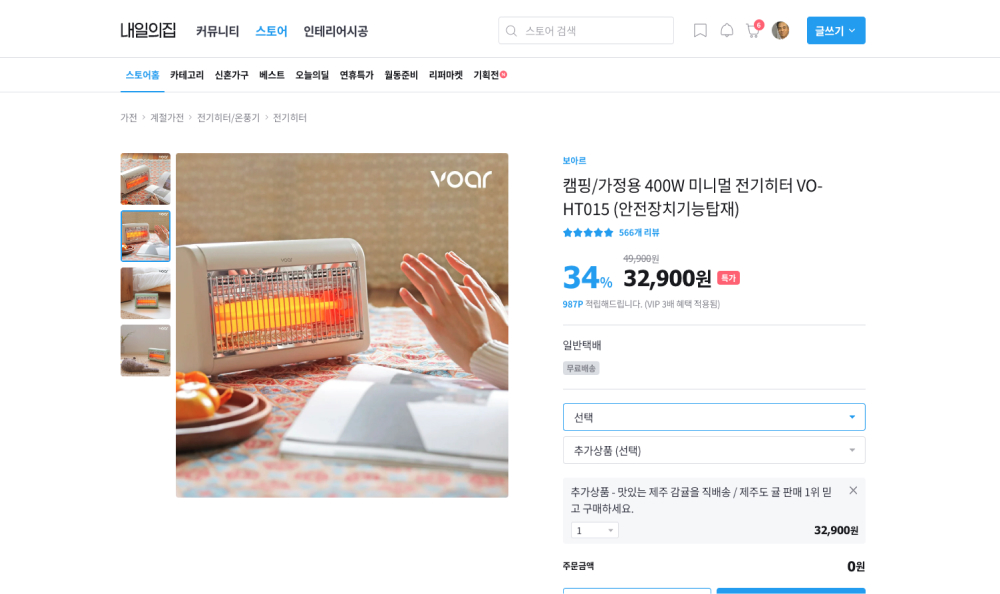 내일의집 커뮤니티 스토어 인테리어시공 스토어 검색 6 글쓰기
스토어홈 카테고리 신혼가구 베스트 오늘의딜 연휴특가 월동준비 리퍼마켓 기획전
가전 > 계절가전 > 전기히터/온풍기 > 전기히터
voar
보아르
캠핑/가정용 400W 미니멀 전기히터 VO-
HT015 (안전장치기능탑재)
566개 리뷰
49,900원
34% 32,900원 특가
987P 적립해드립니다. (VIP 3배 혜택 적용됨)
일반택배
무료배송
선택
추가상품 (선택)
추가상품 - 맛있는 제주 감귤을 직배송 / 제주도 귤 판매 1위 믿
고 구매하세요.
1 32,900원
주문금액 0원